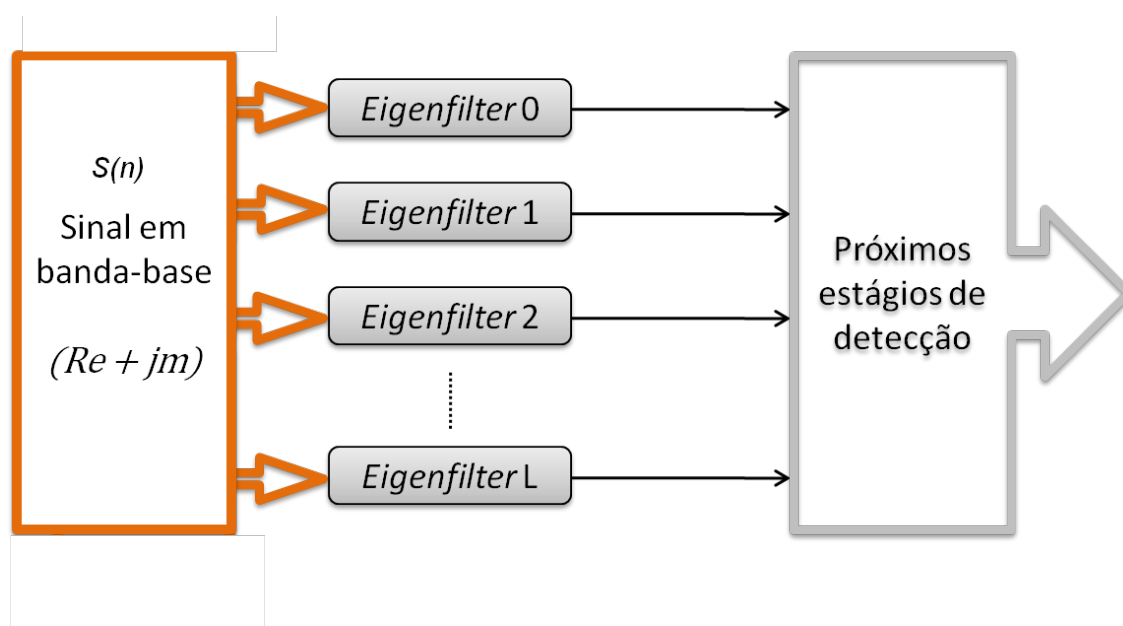 S(n)
Sinal em
banda-base
(Re + jm)
Eigenfilter 0
Eigenfilter 1
Eigenfilter 2
Eigenfilter L
Próximos
estágios de
detecção